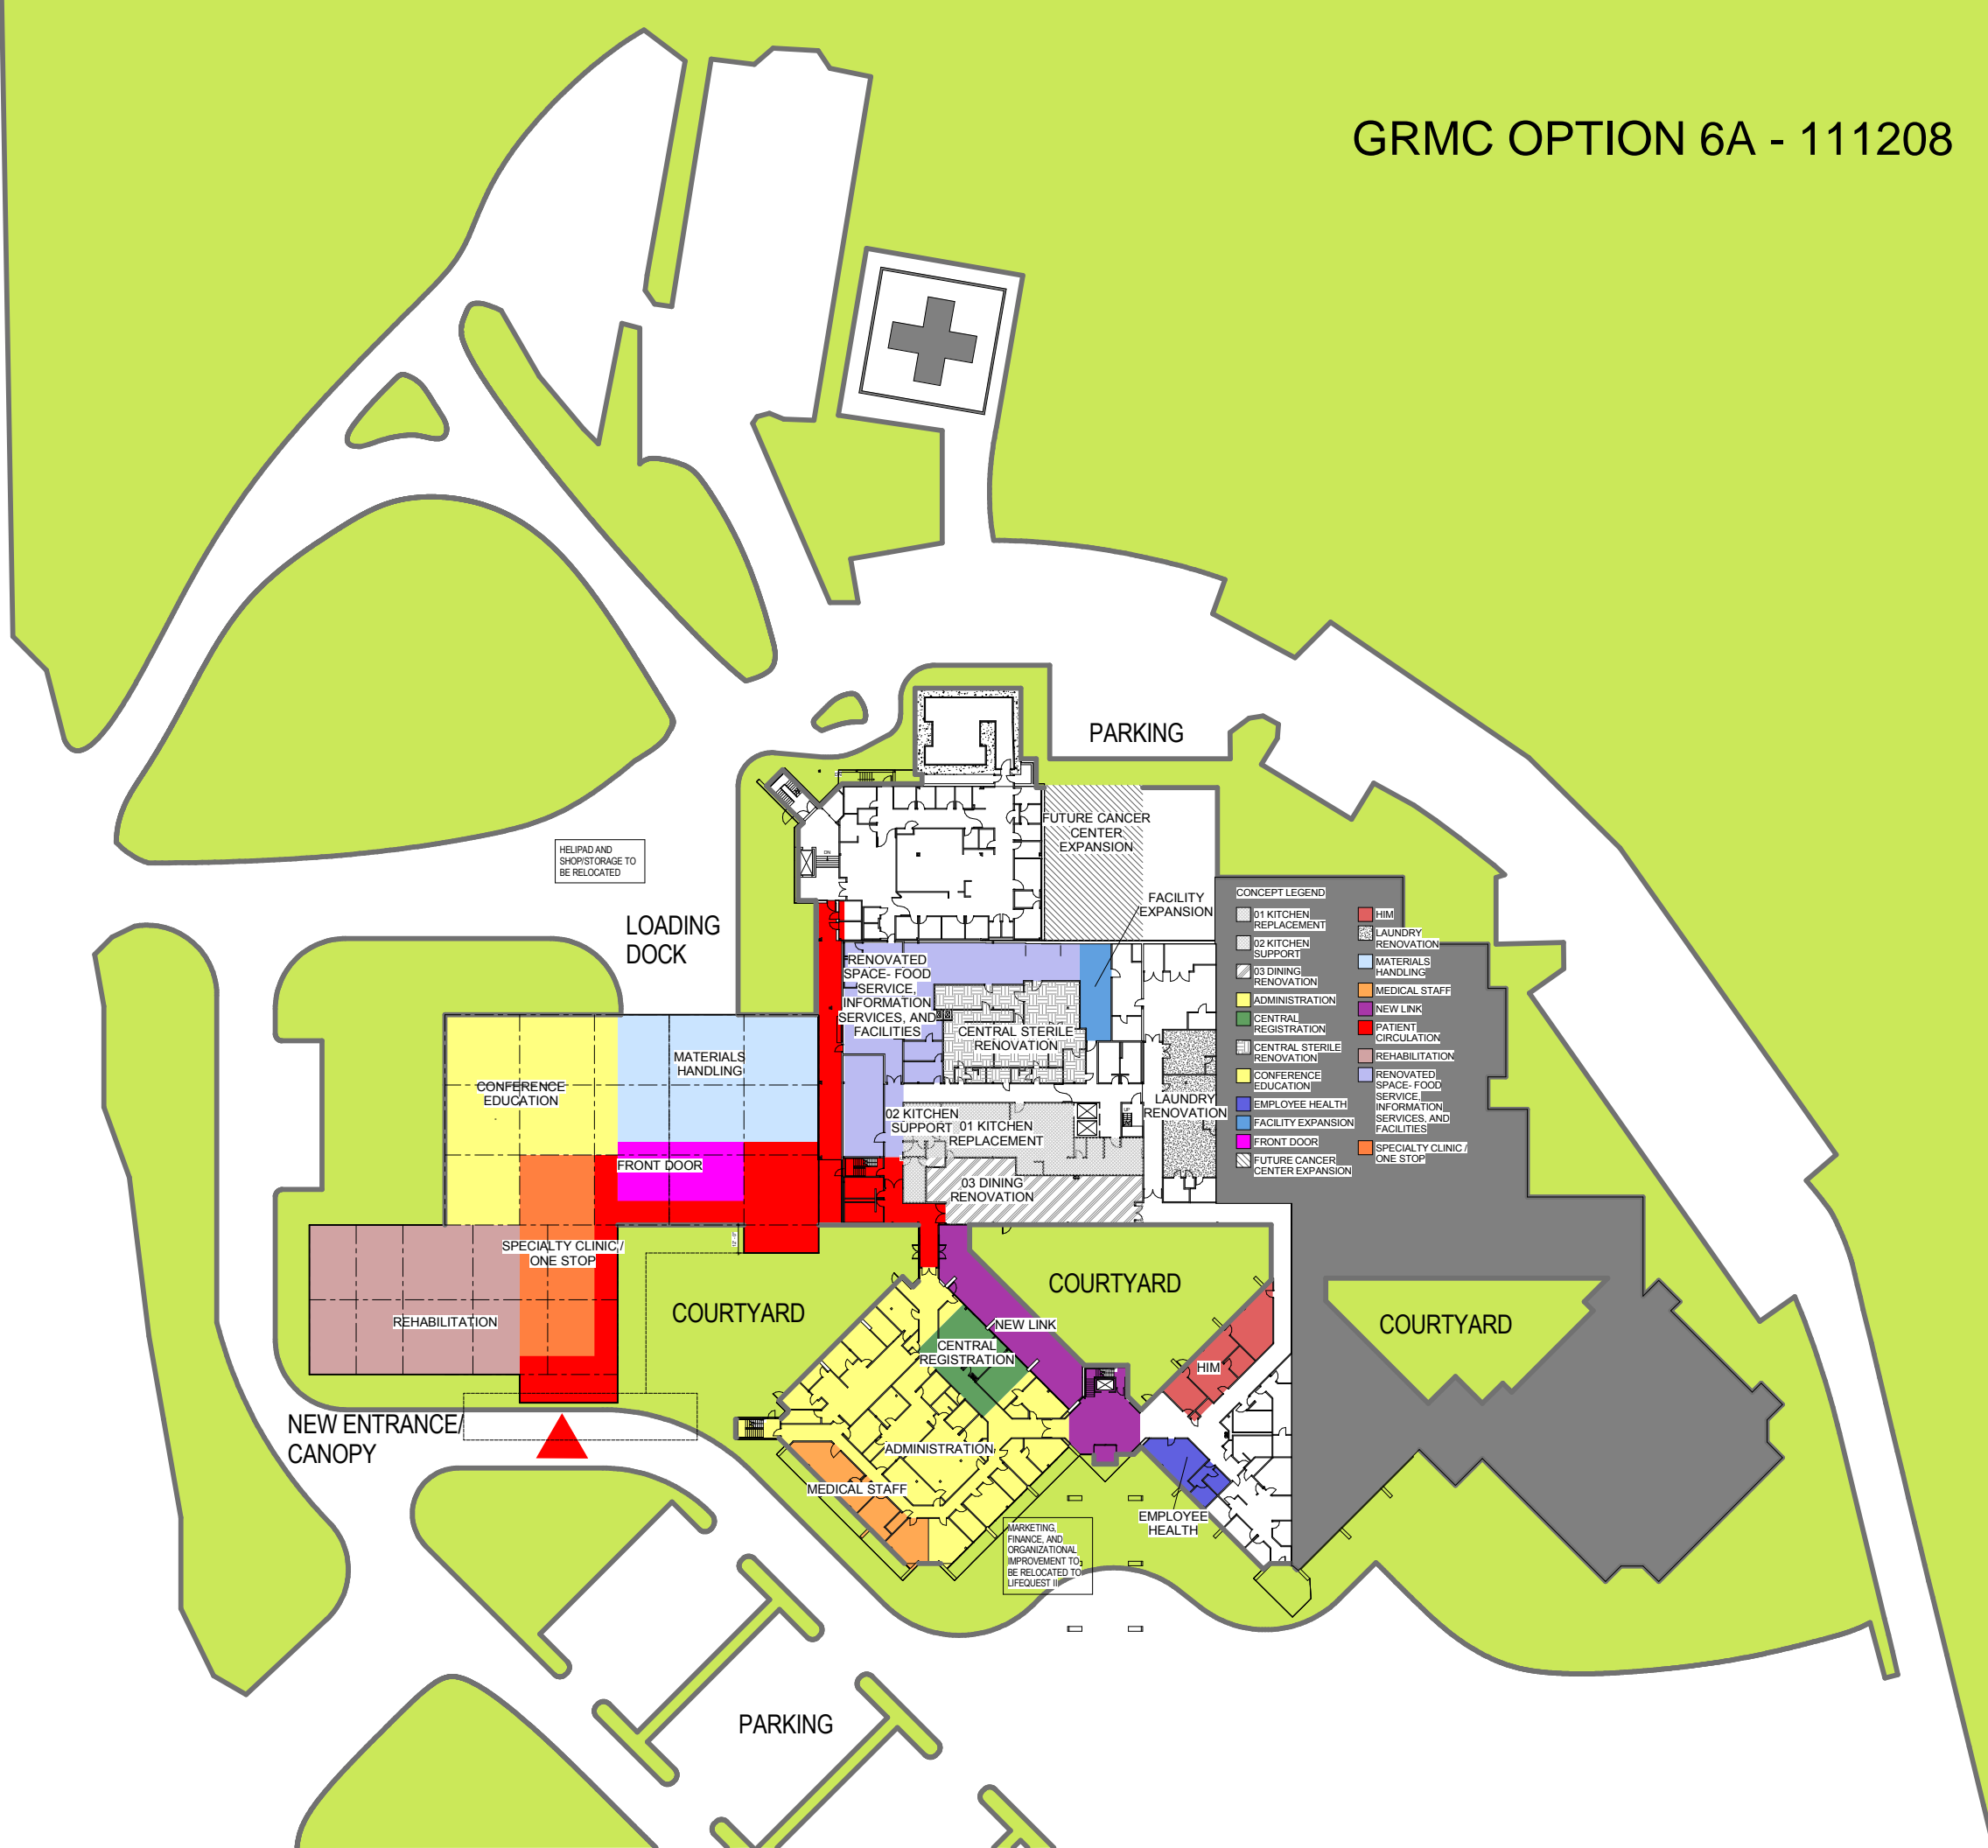 GRMC OPTION 6A - 111208
PARKING
FUTURE CANCER
CENTER
EXPANSION
HELIPAD AND
SHOP/STORAGE TO
BE RELOCATED
FACILITY
EXPANSION
LOADING
DOCK
DN
CONCEPT LEGEND
01 KITCHEN
REPLACEMENT
02 KITCHEN
SUPPORT
03 DINING
RENOVATION
ADMINISTRATION
CENTRAL
REGISTRATION
CENTRAL STERILE
RENOVATION
CONFERENCE
EDUCATION
EMPLOYEE HEALTH
FACILITY EXPANSION
FRONT DOOR
FUTURE CANCER
CENTER EXPANSION
HIM
LAUNDRY
RENOVATION
MATERIALS
HANDLING
MEDICAL STAFF
NEW LINK
PATIENT
CIRCULATION
REHABILITATION
RENOVATED
SPACE- FOOD
SERVICE,
INFORMATION
SERVICES, AND
FACILITIES
SPECIALTY CLINIC /
ONE STOP
RENOVATED
SPACE- FOOD
SERVICE,
INFORMATION
SERVICES, AND
FACILITIES
CENTRAL STERILE
RENOVATION
MATERIALS
HANDLING
CONFERENCE
EDUCATION
LAUNDRY
RENOVATION
UP
02 KITCHEN
SUPPORT
01 KITCHEN
REPLACEMENT
FRONT DOOR
03 DINING
RENOVATION
SPECIALTY CLINIC /
ONE STOP
COURTYARD
COURTYARD
COURTYARD
REHABILITATION
NEW LINK
CENTRAL
REGISTRATION
HIM
NEW ENTRANCE/
CANOPY
ADMINISTRATION
MEDICAL STAFF
EMPLOYEE
HEALTH
MARKETING,
FINANCE, AND
ORGANIZATIONAL
IMPROVEMENT TO
BE RELOCATED TO
LIFEQUEST II
PARKING